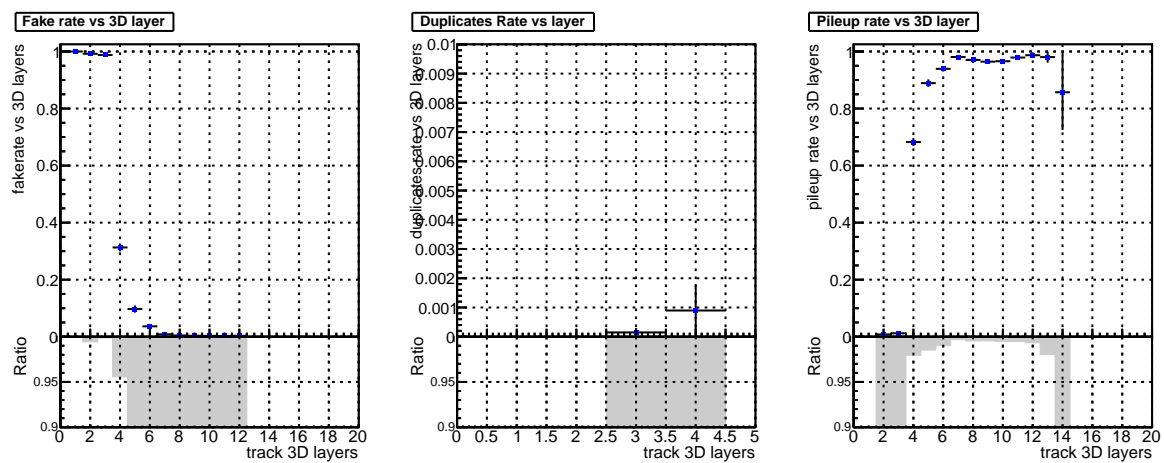 Fake rate vs 3D layer
fakerate vs 3D layers
1
0.8
0.6
0.4
0.2
0
Ratio
0.95
0.9
0 2 4 6 8 10 12 14 16 18 20
track 3D layers
Duplicates Rate vs layer
duplicates rate vs 3D layers
0.01
0.009
0.008
0.007
0.006
0.005
0.004
0.003
0.002
0.001
0
Ratio
0.95
0.9
0 0.5 1 1.5 2 2.5 3 3.5 4 4.5 5
track 3D layers
Pileup rate vs 3D layer
pileup rate vs 3D layers
1
0.8
0.6
0.4
0.2
0
Ratio
0.95
0.9
0 2 4 6 8 10 12 14 16 18 20
track 3D layers